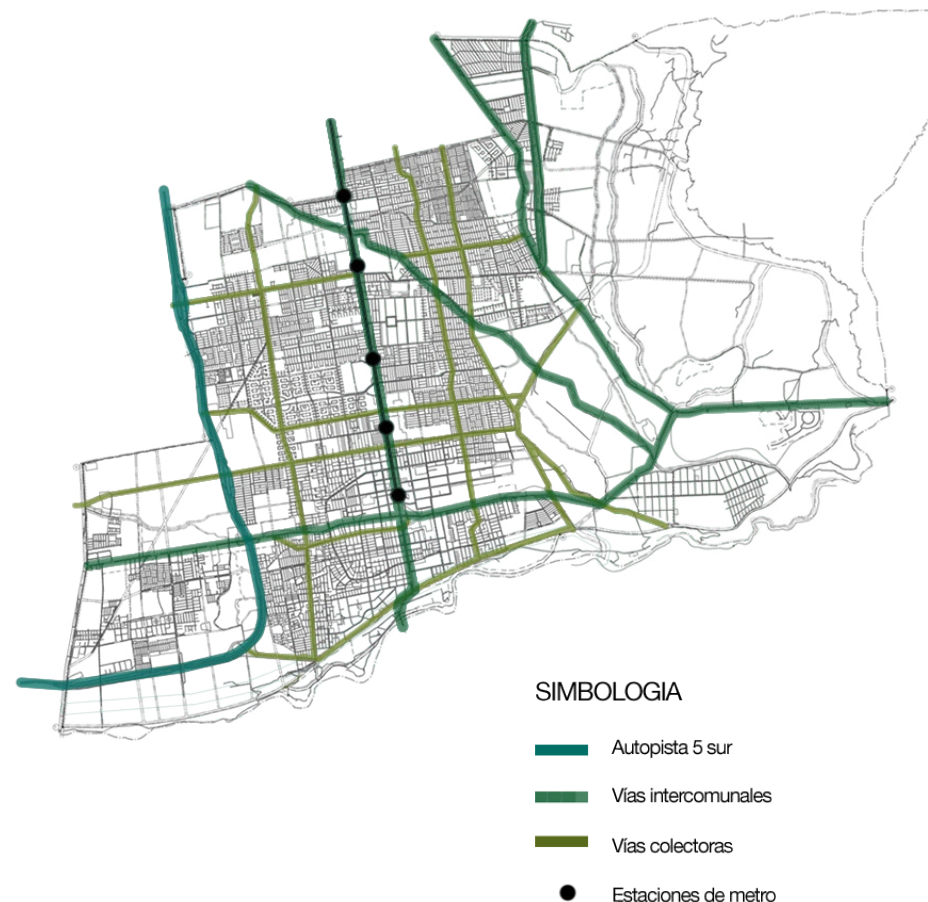 SIMBOLOGIA
Autopista 5 sur
Vías intercomunales
Vías colectoras
Estaciones de metro